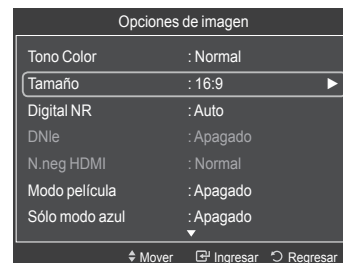 Opciones de imagen
Tono Color : Normal
Tamaño : 16:9
Digital NR : Auto
DNIe : Apagado
N.neg HDMI : Normal
Modo película : Apagado
Sólo modo azul : Apagado
Mover Ingresar Regresar